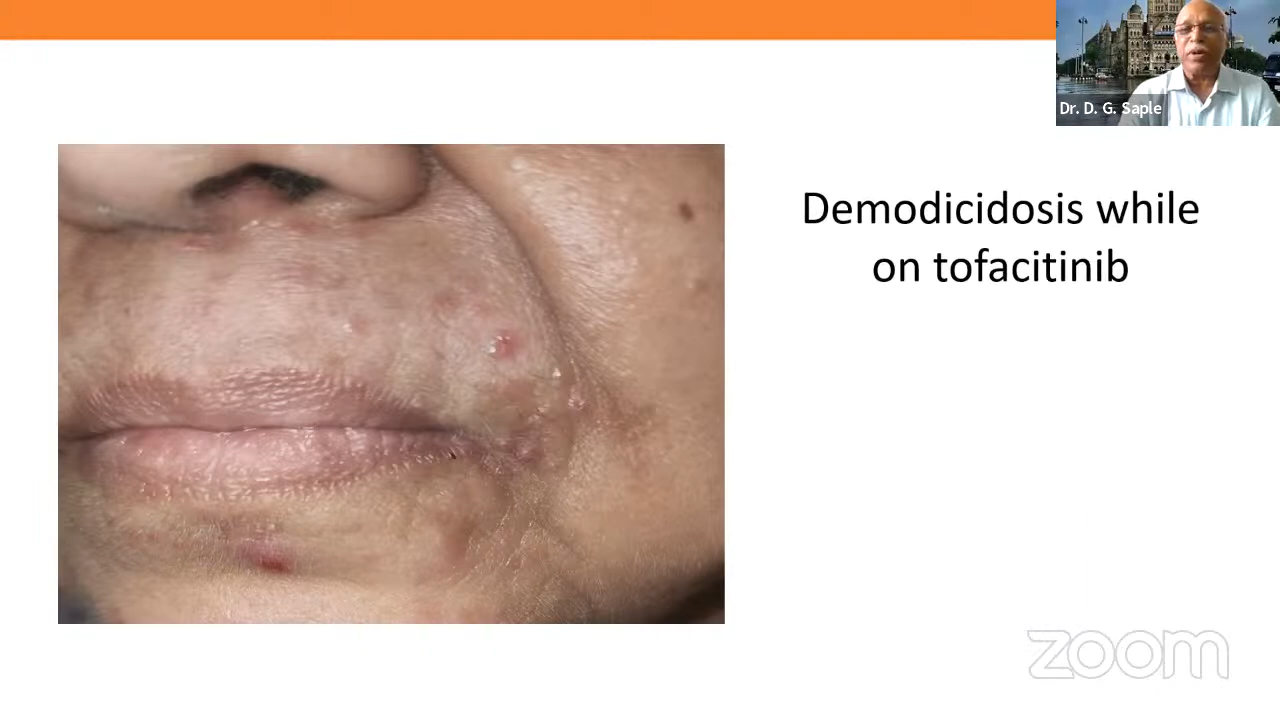 Dr. D. G. Saple
Demodicidosis while
on tofacitinib
zoom